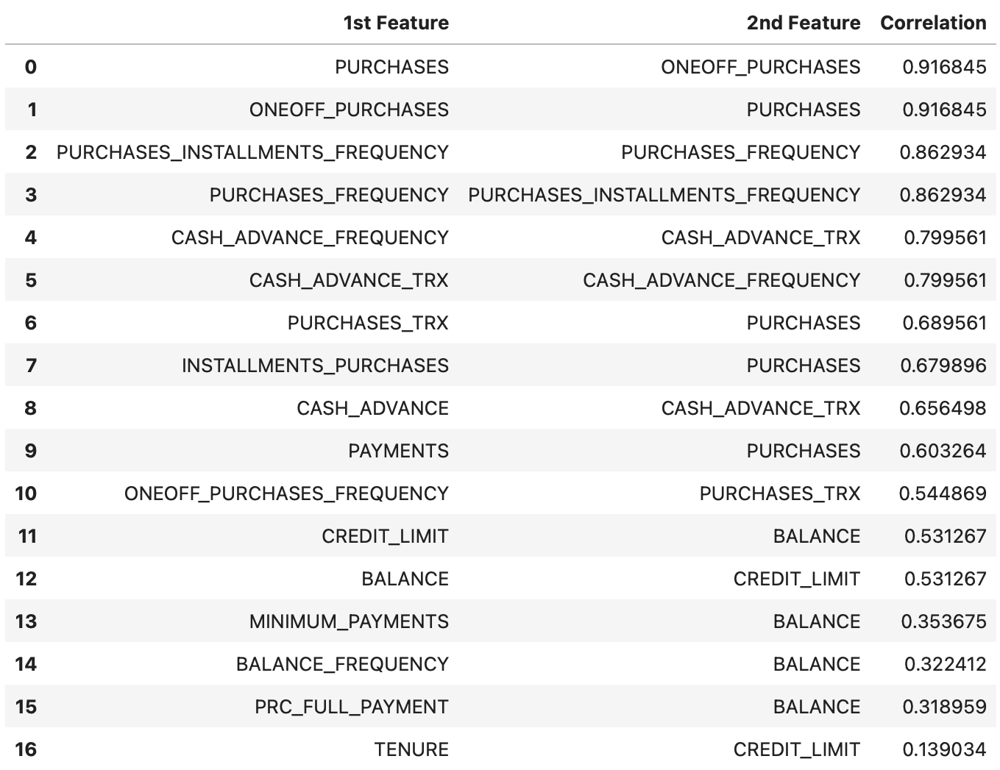 1st Feature 2nd Feature Correlation
0 PURCHASES ONEOFF_PURCHASES 0.916845
1 ONEOFF_PURCHASES PURCHASES 0.916845
2 PURCHASES_INSTALLMENTS_FREQUENCY PURCHASES_FREQUENCY 0.862934
3 PURCHASES_FREQUENCY PURCHASES_INSTALLMENTS_FREQUENCY 0.862934
4 CASH_ADVANCE_FREQUENCY CASH_ADVANCE_TRX 0.799561
5 CASH_ADVANCE_TRX CASH_ADVANCE_FREQUENCY 0.799561
6 PURCHASES_TRX PURCHASES 0.689561
7 INSTALLMENTS_PURCHASES PURCHASES 0.679896
8 CASH_ADVANCE CASH_ADVANCE_TRX 0.656498
9 PAYMENTS PURCHASES 0.603264
10 ONEOFF_PURCHASES_FREQUENCY PURCHASES_TRX 0.544869
11 CREDIT_LIMIT BALANCE 0.531267
12 BALANCE CREDIT_LIMIT 0.531267
13 MINIMUM_PAYMENTS BALANCE 0.353675
14 BALANCE_FREQUENCY BALANCE 0.322412
15 PRC_FULL_PAYMENT BALANCE 0.318959
16 TENURE CREDIT_LIMIT 0.139034